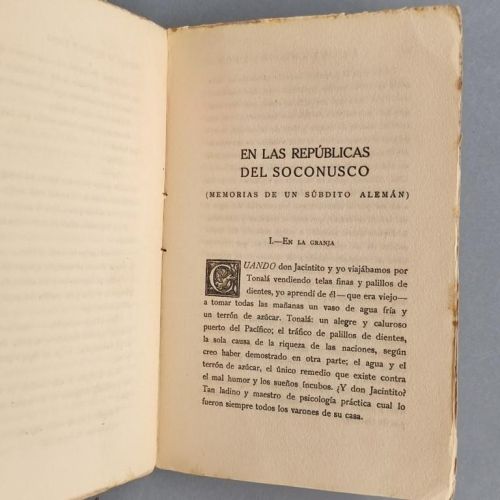 EN LAS REPÚBLICAS
DEL SOCONUSCO
(MEMORIAS DE UN SÚBDITO ALEMÁN)
I.—En la granja
CUANDO don Jacintito y yo viajábamos por
Tonalá vendiendo telas finas y palillos de
dientes, yo aprendí de él—que era viejo—
a tomar todas las mañanas un vaso de agua fría y
un terrón de azúcar. Tonalá: un alegre y caluroso
puerto del Pacífico; el tráfico de palillos de dientes,
la sola causa de la riqueza de las naciones, según
creo haber demostrado en otra parte; el agua y el
terrón de azúcar, el único remedio que existe contra
el mal humor y los sueños íncubos. ¿Y don Jacintito?
Tan ladino y maestro de psicología práctica cual lo
fueron siempre todos los varones de su casa.